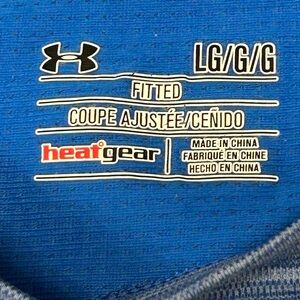 LG/G/G
FITTED
COUPE AJUSTÉE/CEÑIDO
heatgear
MADE IN CHINA
FABRIQUÉ EN CHINE
HECHO EN CHINA